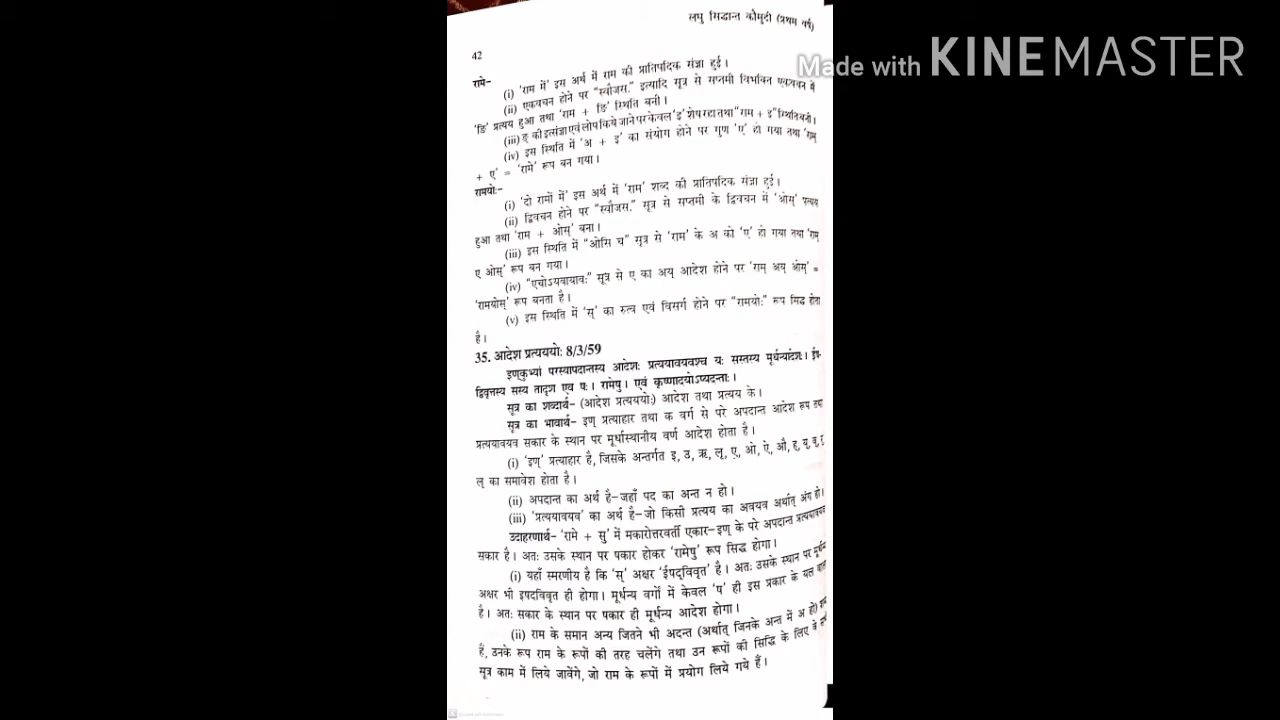 लघु सिद्धान्त कौमुदी (प्रथम वर्ष)
Made with KINEMASTER
42
रामे–
(i) 'राम में' इस अर्थ में राम की प्रातिपदिक संज्ञा हुई।
(ii) एकवचन होने पर "स्वौजस." इत्यादि सूत्र से सप्तमी विभक्ति एकवचन में
'ङि' प्रत्यय हुआ तथा 'राम + ङि' स्थिति बनी।
(iii) ङ् की इत्संज्ञा एवं लोप किये जाने पर केवल 'इ' शेष रहा तथा "राम + इ" स्थिति बनी।
(iv) इस स्थिति में 'अ + इ' का संयोग होने पर गुण 'ए' हो गया तथा 'राम्
+ ए' = 'रामे' रूप बन गया।
रामयोः–
(i) 'दो रामों में' इस अर्थ में 'राम' शब्द की प्रातिपदिक संज्ञा हुई।
(ii) द्विवचन होने पर "स्वौजस." सूत्र से सप्तमी के द्विवचन में 'ओस्' प्रत्यय
हुआ तथा 'राम + ओस्' बना।
(iii) इस स्थिति में "ओसि च" सूत्र से 'राम' के अ को 'ए' हो गया तथा 'राम्
ए ओस्' रूप बन गया।
(iv) "एचोऽयवायावः" सूत्र से ए का अय् आदेश होने पर 'राम् अय् ओस्' =
'रामयोस्' रूप बनता है।
(v) इस स्थिति में 'स्' का रुत्व एवं विसर्ग होने पर "रामयोः" रूप सिद्ध होता
है।
35. आदेश प्रत्यययोः 8/3/59
इण्कुभ्यां परस्यापदान्तस्य आदेशः प्रत्ययावयवश्च यः सस्तस्य मूर्धन्यादेशः। ईष-
द्विवृत्तस्य सस्य तादृश एव षः। रामेषु। एवं कृष्णादयोऽप्यदन्ताः।
सूत्र का शब्दार्थ– (आदेश प्रत्यययोः) आदेश तथा प्रत्यय के।
सूत्र का भावार्थ– इण् प्रत्याहार तथा क वर्ग से परे अपदान्त आदेश रूप तथा
प्रत्ययावयव सकार के स्थान पर मूर्धास्थानीय वर्ण आदेश होता है।
(i) 'इण्' प्रत्याहार है, जिसके अन्तर्गत इ, उ, ऋ, लृ, ए, ओ, ऐ, औ, ह्, य्, व्, र्,
ल् का समावेश होता है।
(ii) अपदान्त का अर्थ है–जहाँ पद का अन्त न हो।
(iii) 'प्रत्ययावयव' का अर्थ है–जो किसी प्रत्यय का अवयव अर्थात् अंग हो।
उदाहरणार्थ– 'रामे + सु' में मकारोत्तरवर्ती एकार–इण् के परे अपदान्त प्रत्ययावयव
सकार है। अतः उसके स्थान पर षकार होकर 'रामेषु' रूप सिद्ध होगा।
(i) यहाँ स्मरणीय है कि 'स्' अक्षर 'ईषद्विवृत' है। अतः उसके स्थान पर मूर्धन्य
अक्षर भी इषदविवृत ही होगा। मूर्धन्य वर्गों में केवल 'ष' ही इस प्रकार के यत्न वाला
है। अतः सकार के स्थान पर षकार ही मूर्धन्य आदेश होगा।
(ii) राम के समान अन्य जितने भी अदन्त (अर्थात् जिनके अन्त में अ हो) शब्द
हैं, उनके रूप राम के रूपों की तरह चलेंगे तथा उन रूपों की सिद्धि के लिए वे सभी
सूत्र काम में लिये जावेंगे, जो राम के रूपों में प्रयोग लिये गये हैं।